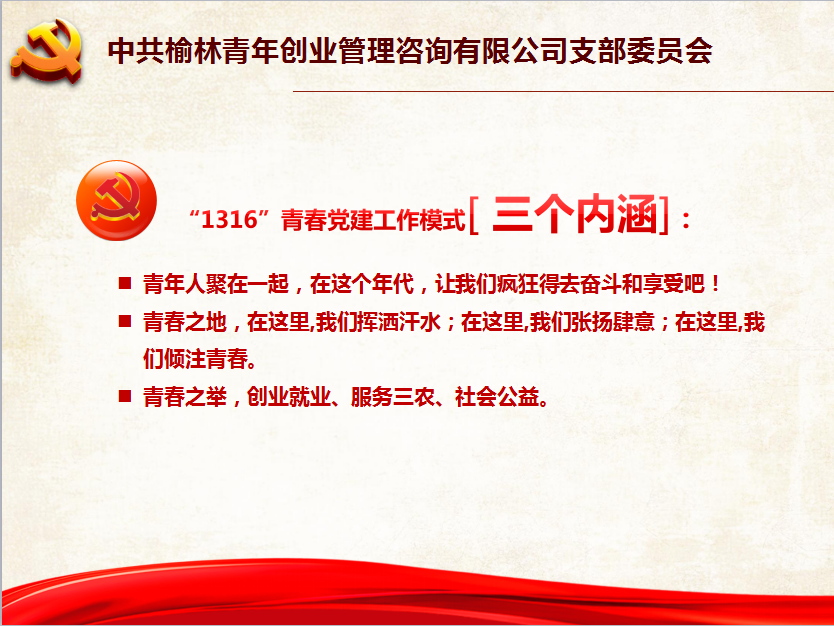 中共榆林青年创业管理咨询有限公司支部委员会
“1316”青春党建工作模式[ 三个内涵]：
■ 青年人聚在一起，在这个年代，让我们疯狂得去奋斗和享受吧！
■ 青春之地，在这里,我们挥洒汗水；在这里,我们张扬肆意；在这里,我
们倾注青春。
■ 青春之举，创业就业、服务三农、社会公益。